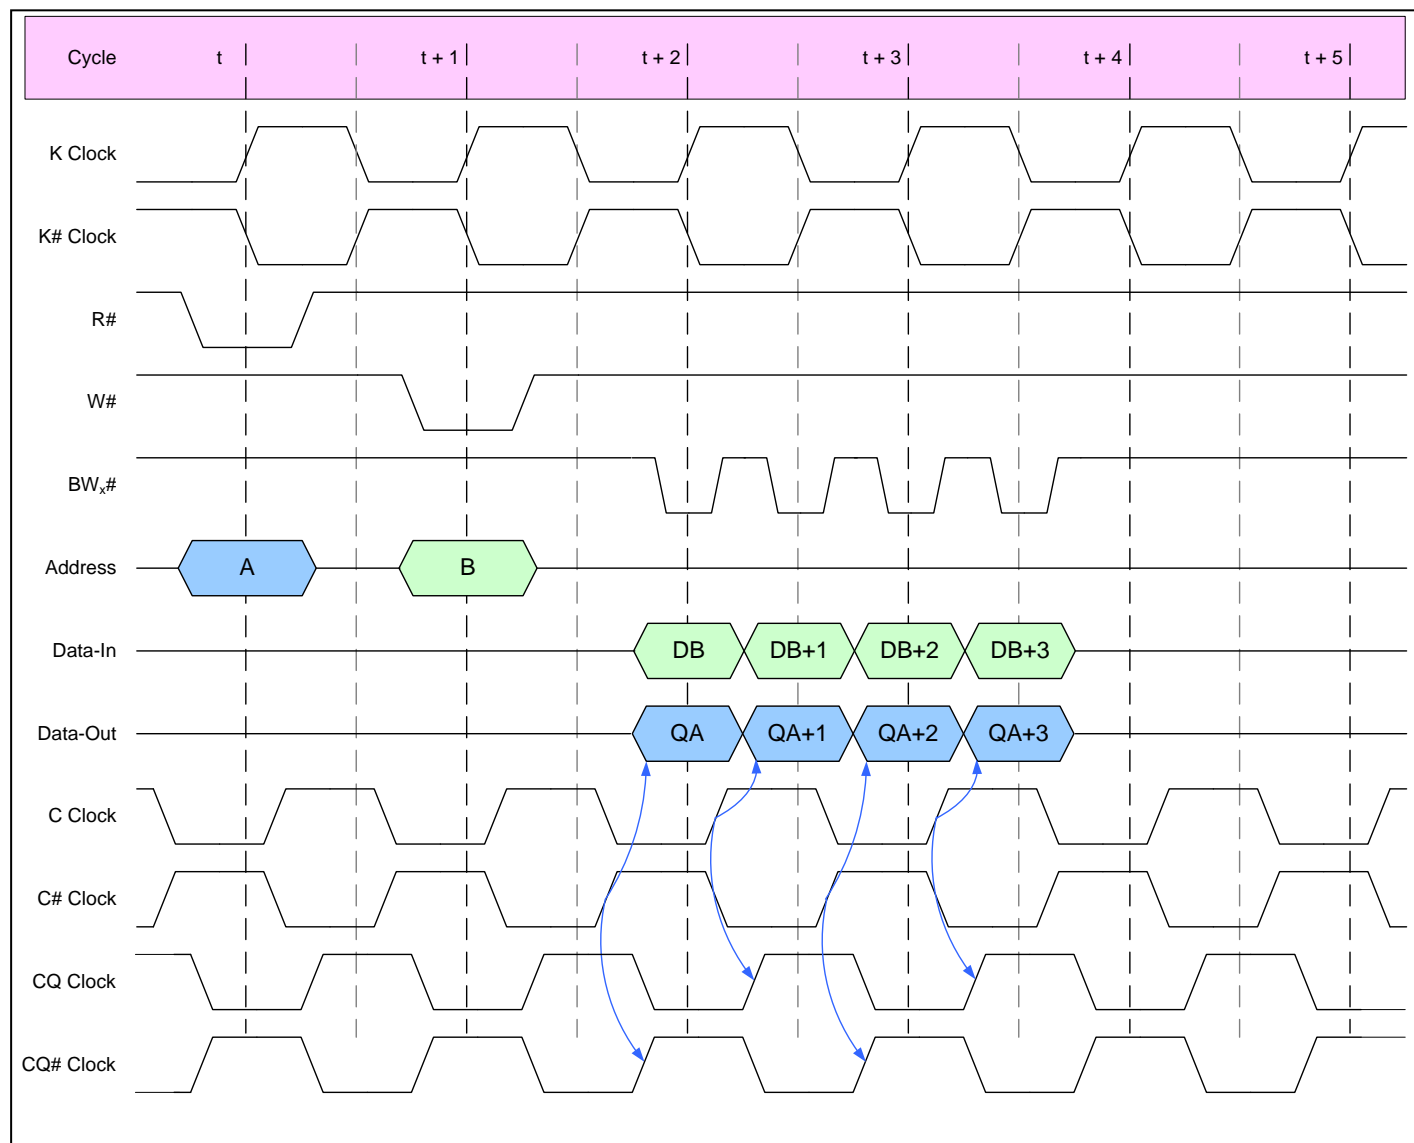 Cycle t t + 1 t + 2 t + 3 t + 4 t + 5
K Clock
K# Clock
R#
W#
BWx#
Address A B
Data-In DB DB+1 DB+2 DB+3
Data-Out QA QA+1 QA+2 QA+3
C Clock
C# Clock
CQ Clock
CQ# Clock